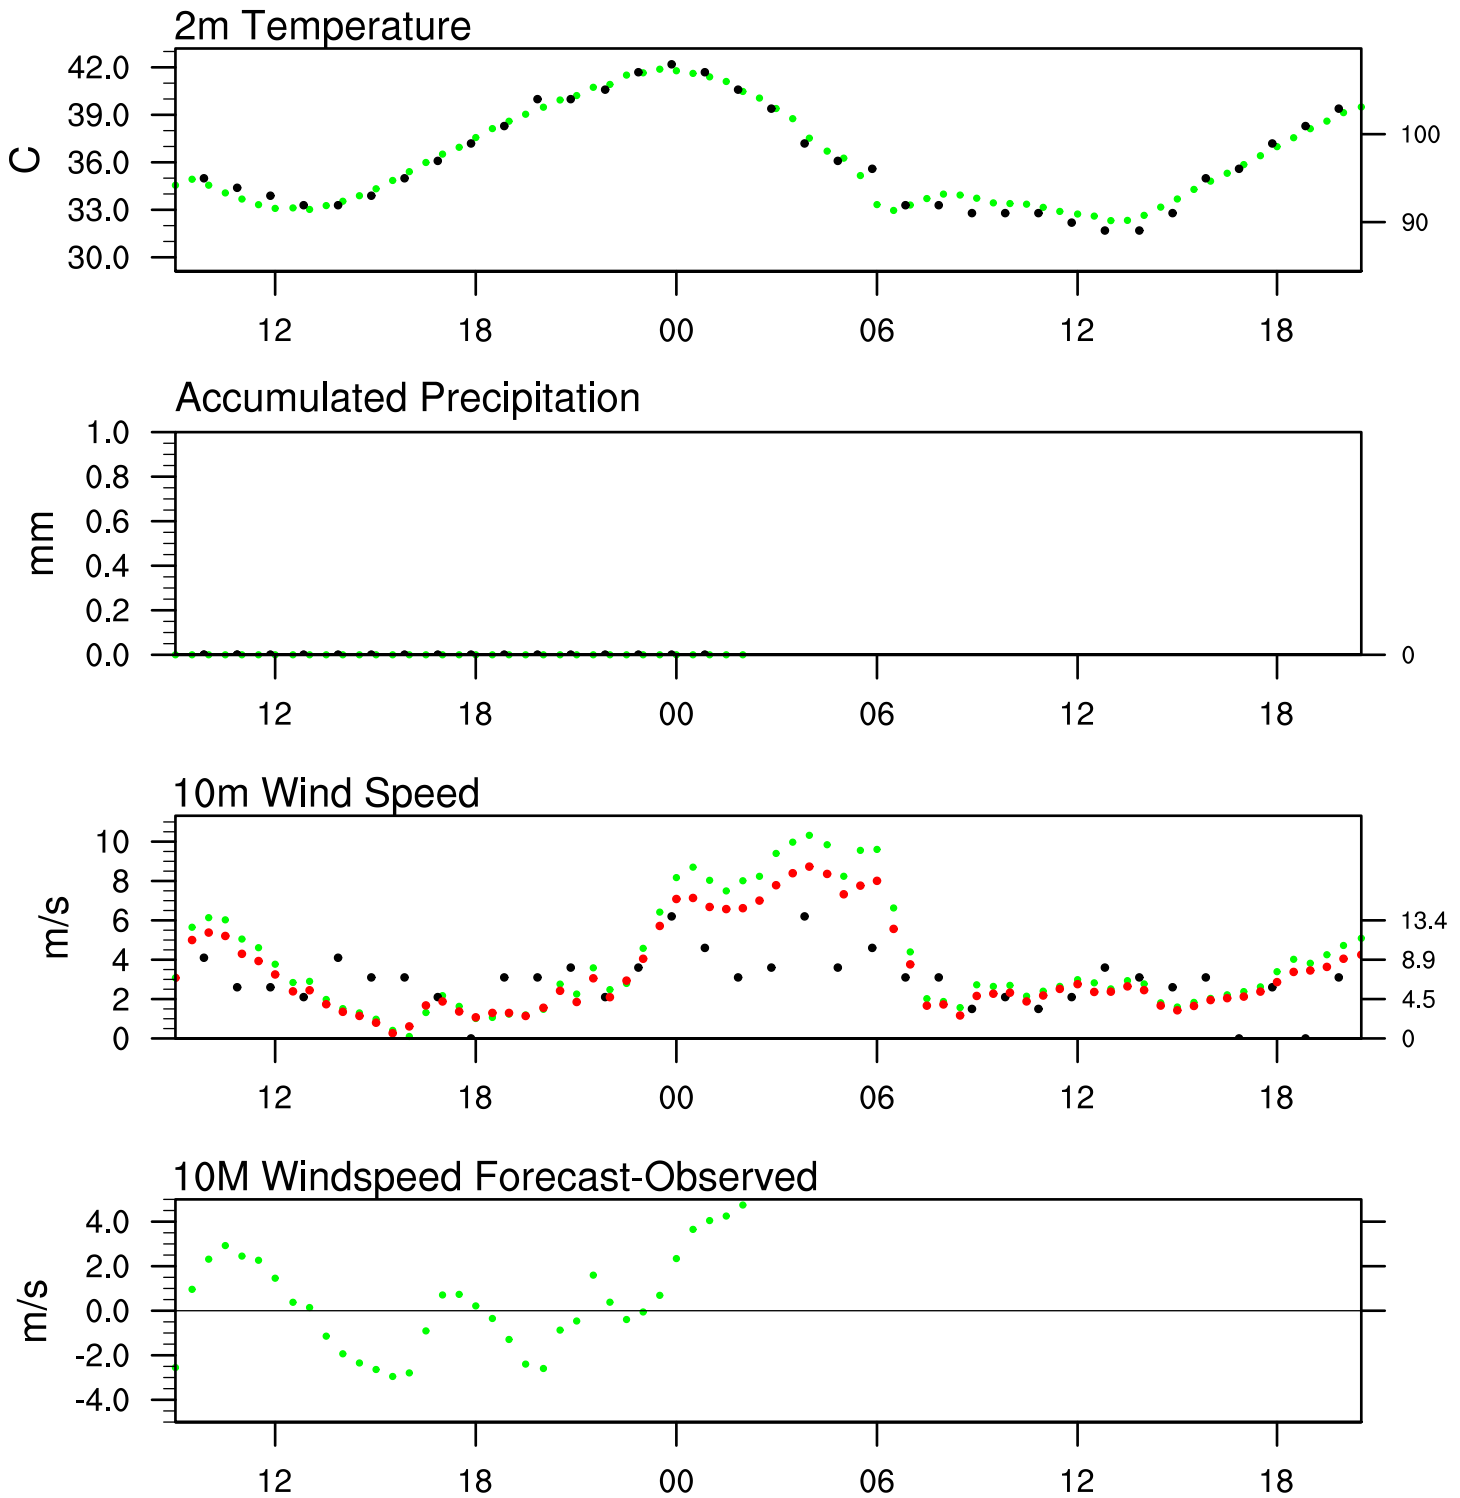 2m Temperature
42.0
39.0
36.0
33.0
30.0
C
100
90
12 18 00 06 12 18
Accumulated Precipitation
1.0
0.8
0.6
0.4
0.2
0.0
mm
0
12 18 00 06 12 18
10m Wind Speed
10
8
6
4
2
0
m/s
13.4
8.9
4.5
0
12 18 00 06 12 18
10M Windspeed Forecast-Observed
4.0
2.0
0.0
-2.0
-4.0
m/s
12 18 00 06 12 18